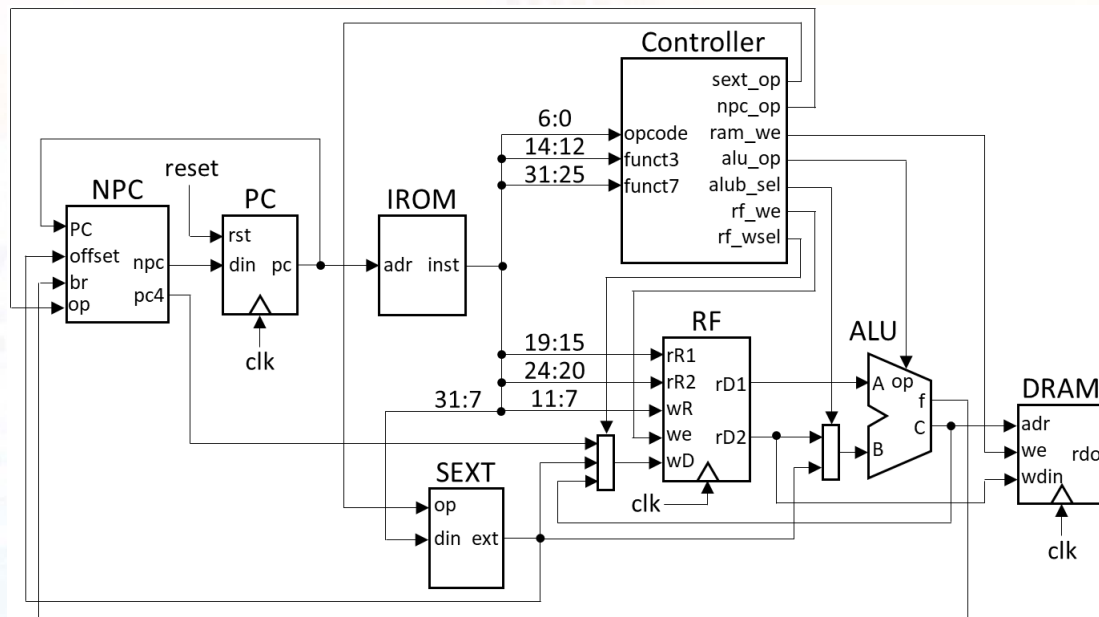 Controller
sext_op
npc_op
ram_we
alu_op
alub_sel
rf_we
rf_wsel
opcode
funct3
funct7
6:0
14:12
31:25
reset
NPC
PC
offset
br
op
npc
pc4
PC
rst
din
pc
clk
IROM
adr
inst
19:15
24:20
31:7
11:7
RF
rR1
rR2
wR
we
wD
rD1
rD2
clk
ALU
A
op
f
C
B
DRAM
adr
we
wdin
rdo
clk
SEXT
op
din
ext